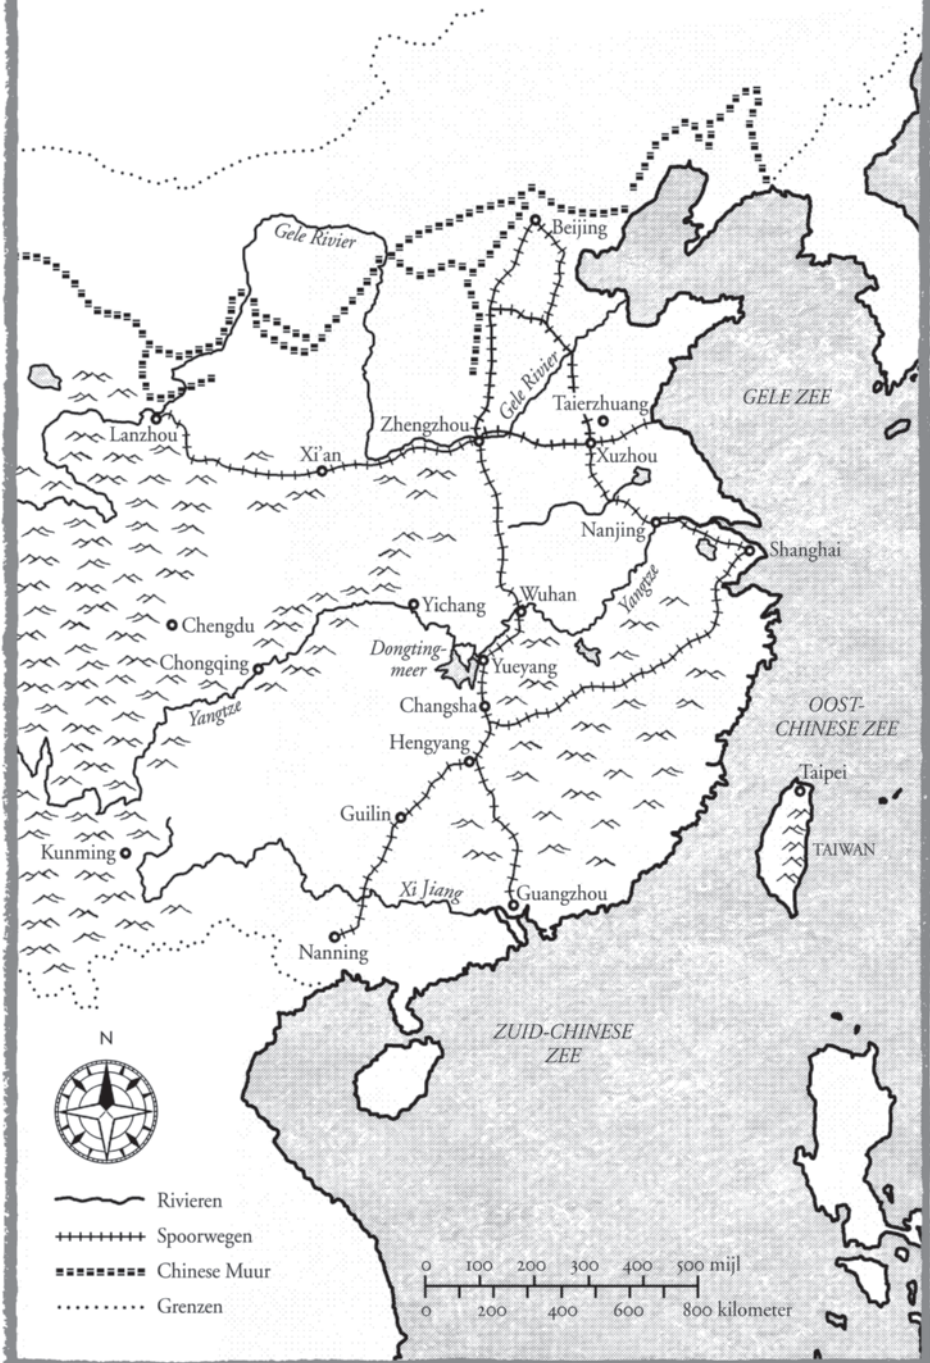 Gele Rivier
Beijing
GELE ZEE
Gele Rivier
Taierzhuang
Zhengzhou
Lanzhou
Xi'an
Xuzhou
Nanjing
Shanghai
Yangtze
Wuhan
Yichang
Chengdu
Dongting-
meer
Chongqing
Yueyang
Yangtze
Changsha
OOST-
CHINESE ZEE
Hengyang
Taipei
Guilin
Kunming
TAIWAN
Xi Jiang
Guangzhou
Nanning
ZUID-CHINESE
ZEE
N
Rivieren
Spoorwegen
Chinese Muur
Grenzen
0 100 200 300 400 500 mijl
0 200 400 600 800 kilometer